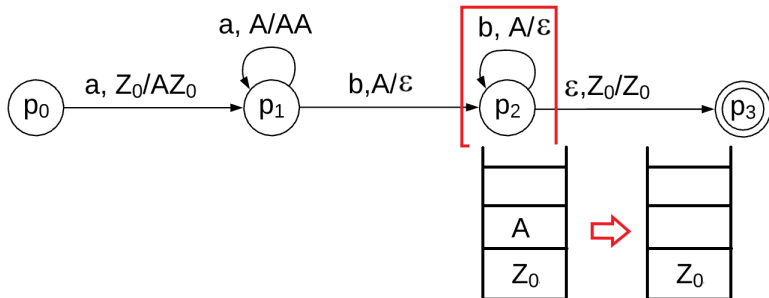 a, A/AA
b, A/ε
a, Z₀/AZ₀
b,A/ε
ε,Z₀/Z₀
p₀
p₁
p₂
p₃
A
Z₀
Z₀